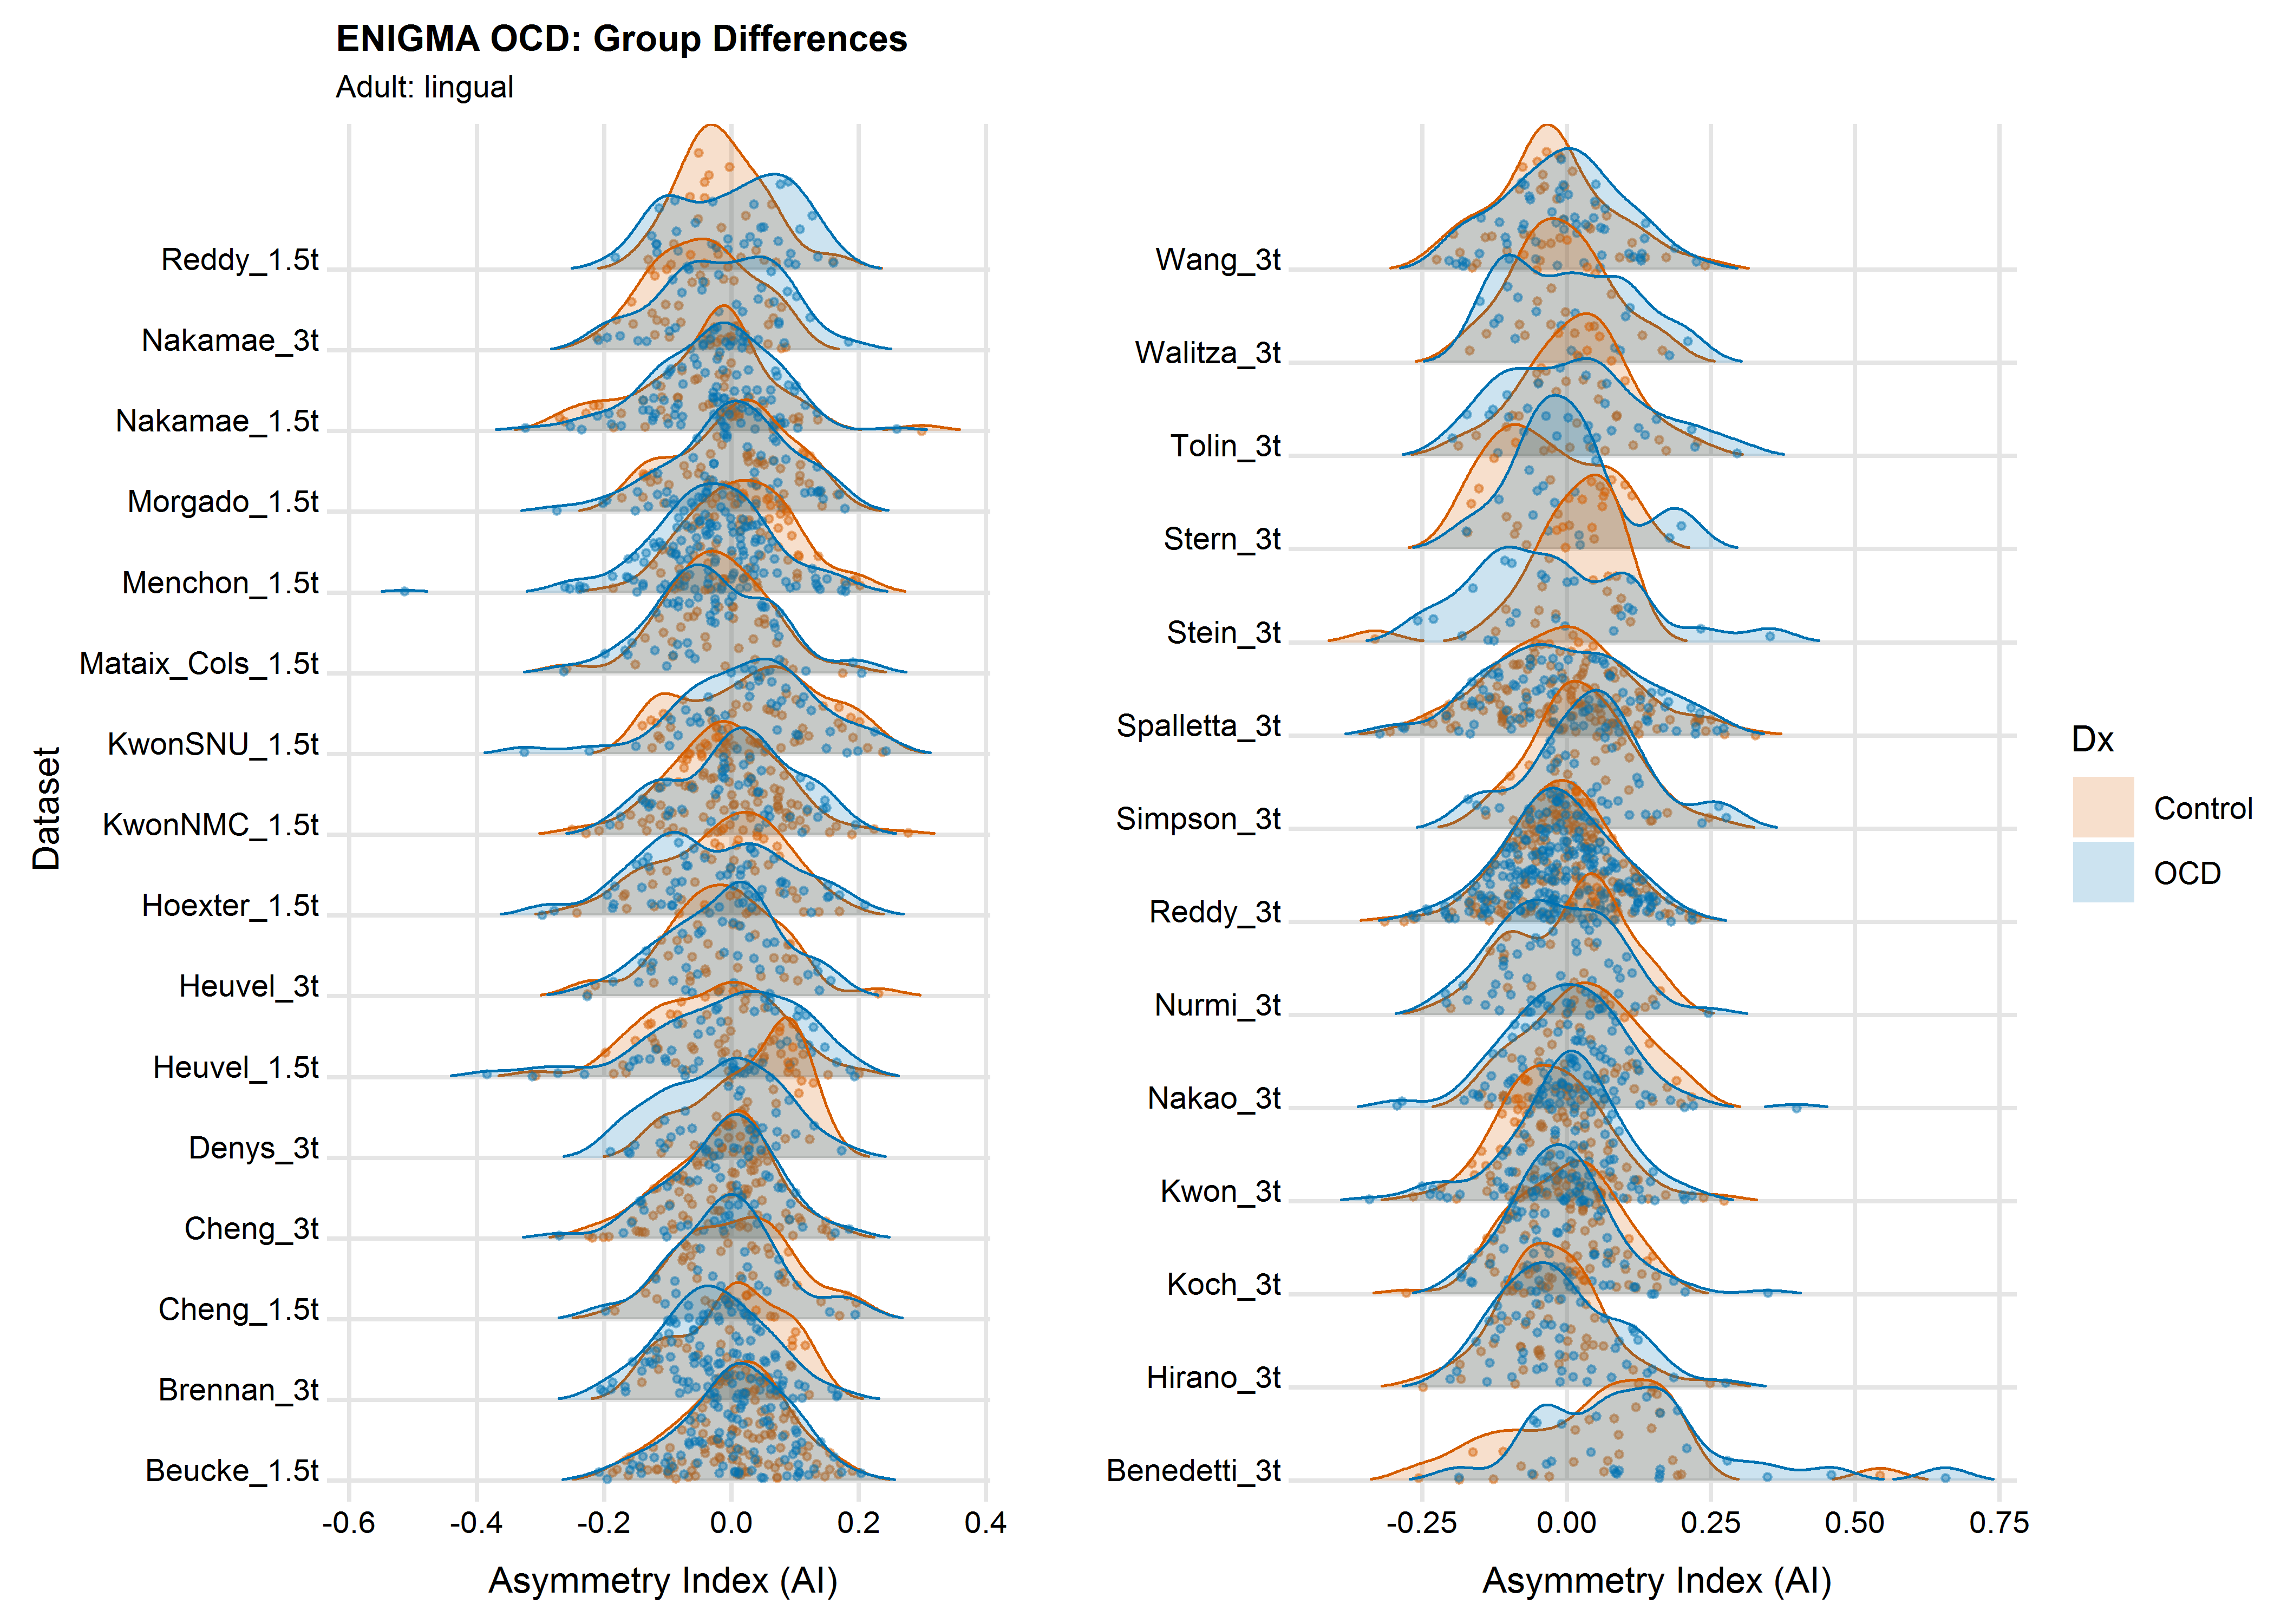 ENIGMA OCD: Group Differences
Adult: lingual
Dataset
Reddy_1.5t
Nakamae_3t
Nakamae_1.5t
Morgado_1.5t
Menchon_1.5t
Mataix_Cols_1.5t
KwonSNU_1.5t
KwonNMC_1.5t
Hoexter_1.5t
Heuvel_3t
Heuvel_1.5t
Denys_3t
Cheng_3t
Cheng_1.5t
Brennan_3t
Beucke_1.5t
-0.6 -0.4 -0.2 0.0 0.2 0.4
Asymmetry Index (AI)
Wang_3t
Walitza_3t
Tolin_3t
Stern_3t
Stein_3t
Spalletta_3t
Simpson_3t
Reddy_3t
Nurmi_3t
Nakao_3t
Kwon_3t
Koch_3t
Hirano_3t
Benedetti_3t
-0.25 0.00 0.25 0.50 0.75
Asymmetry Index (AI)
Dx
Control
OCD